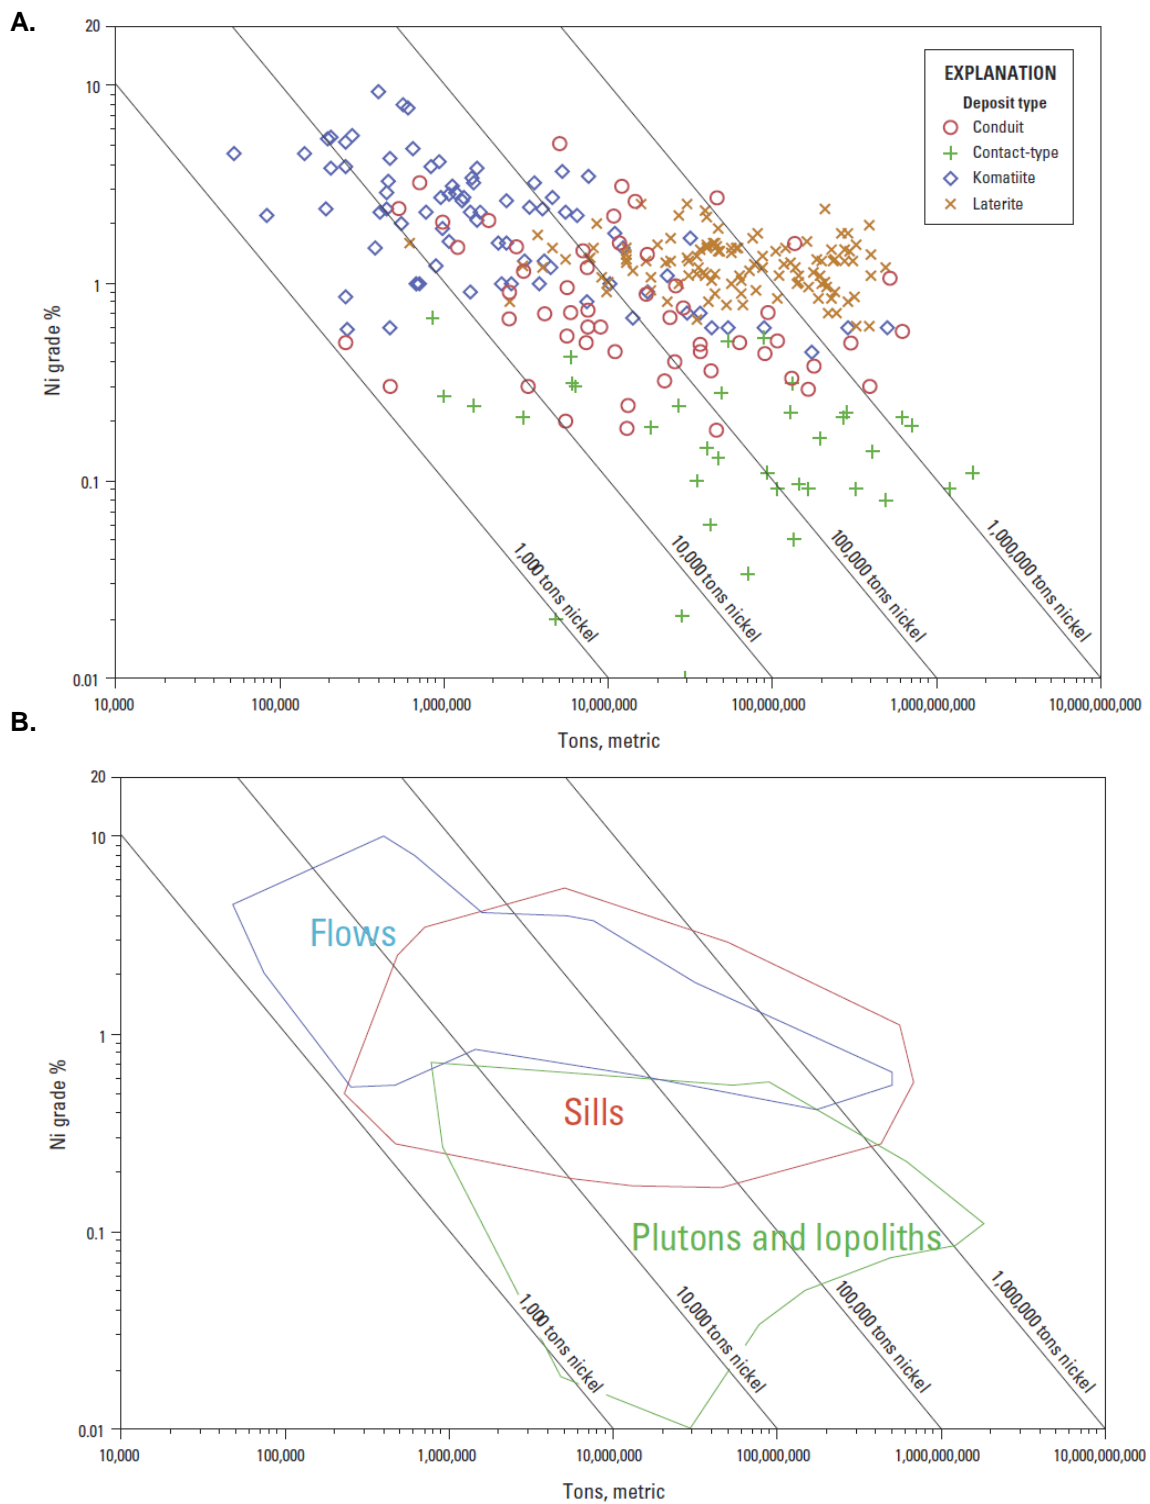 A.
20
10
1
0.1
0.01
Ni grade %
EXPLANATION
Deposit type
Conduit
Contact-type
Komatiite
Laterite
1,000 tons nickel
10,000 tons nickel
100,000 tons nickel
1,000,000 tons nickel
10,000
100,000
1,000,000
10,000,000
100,000,000
1,000,000,000
10,000,000,000
Tons, metric
B.
20
10
1
0.1
0.01
Ni grade %
Flows
Sills
Plutons and lopoliths
1,000 tons nickel
10,000 tons nickel
100,000 tons nickel
1,000,000 tons nickel
10,000
100,000
1,000,000
10,000,000
100,000,000
1,000,000,000
10,000,000,000
Tons, metric